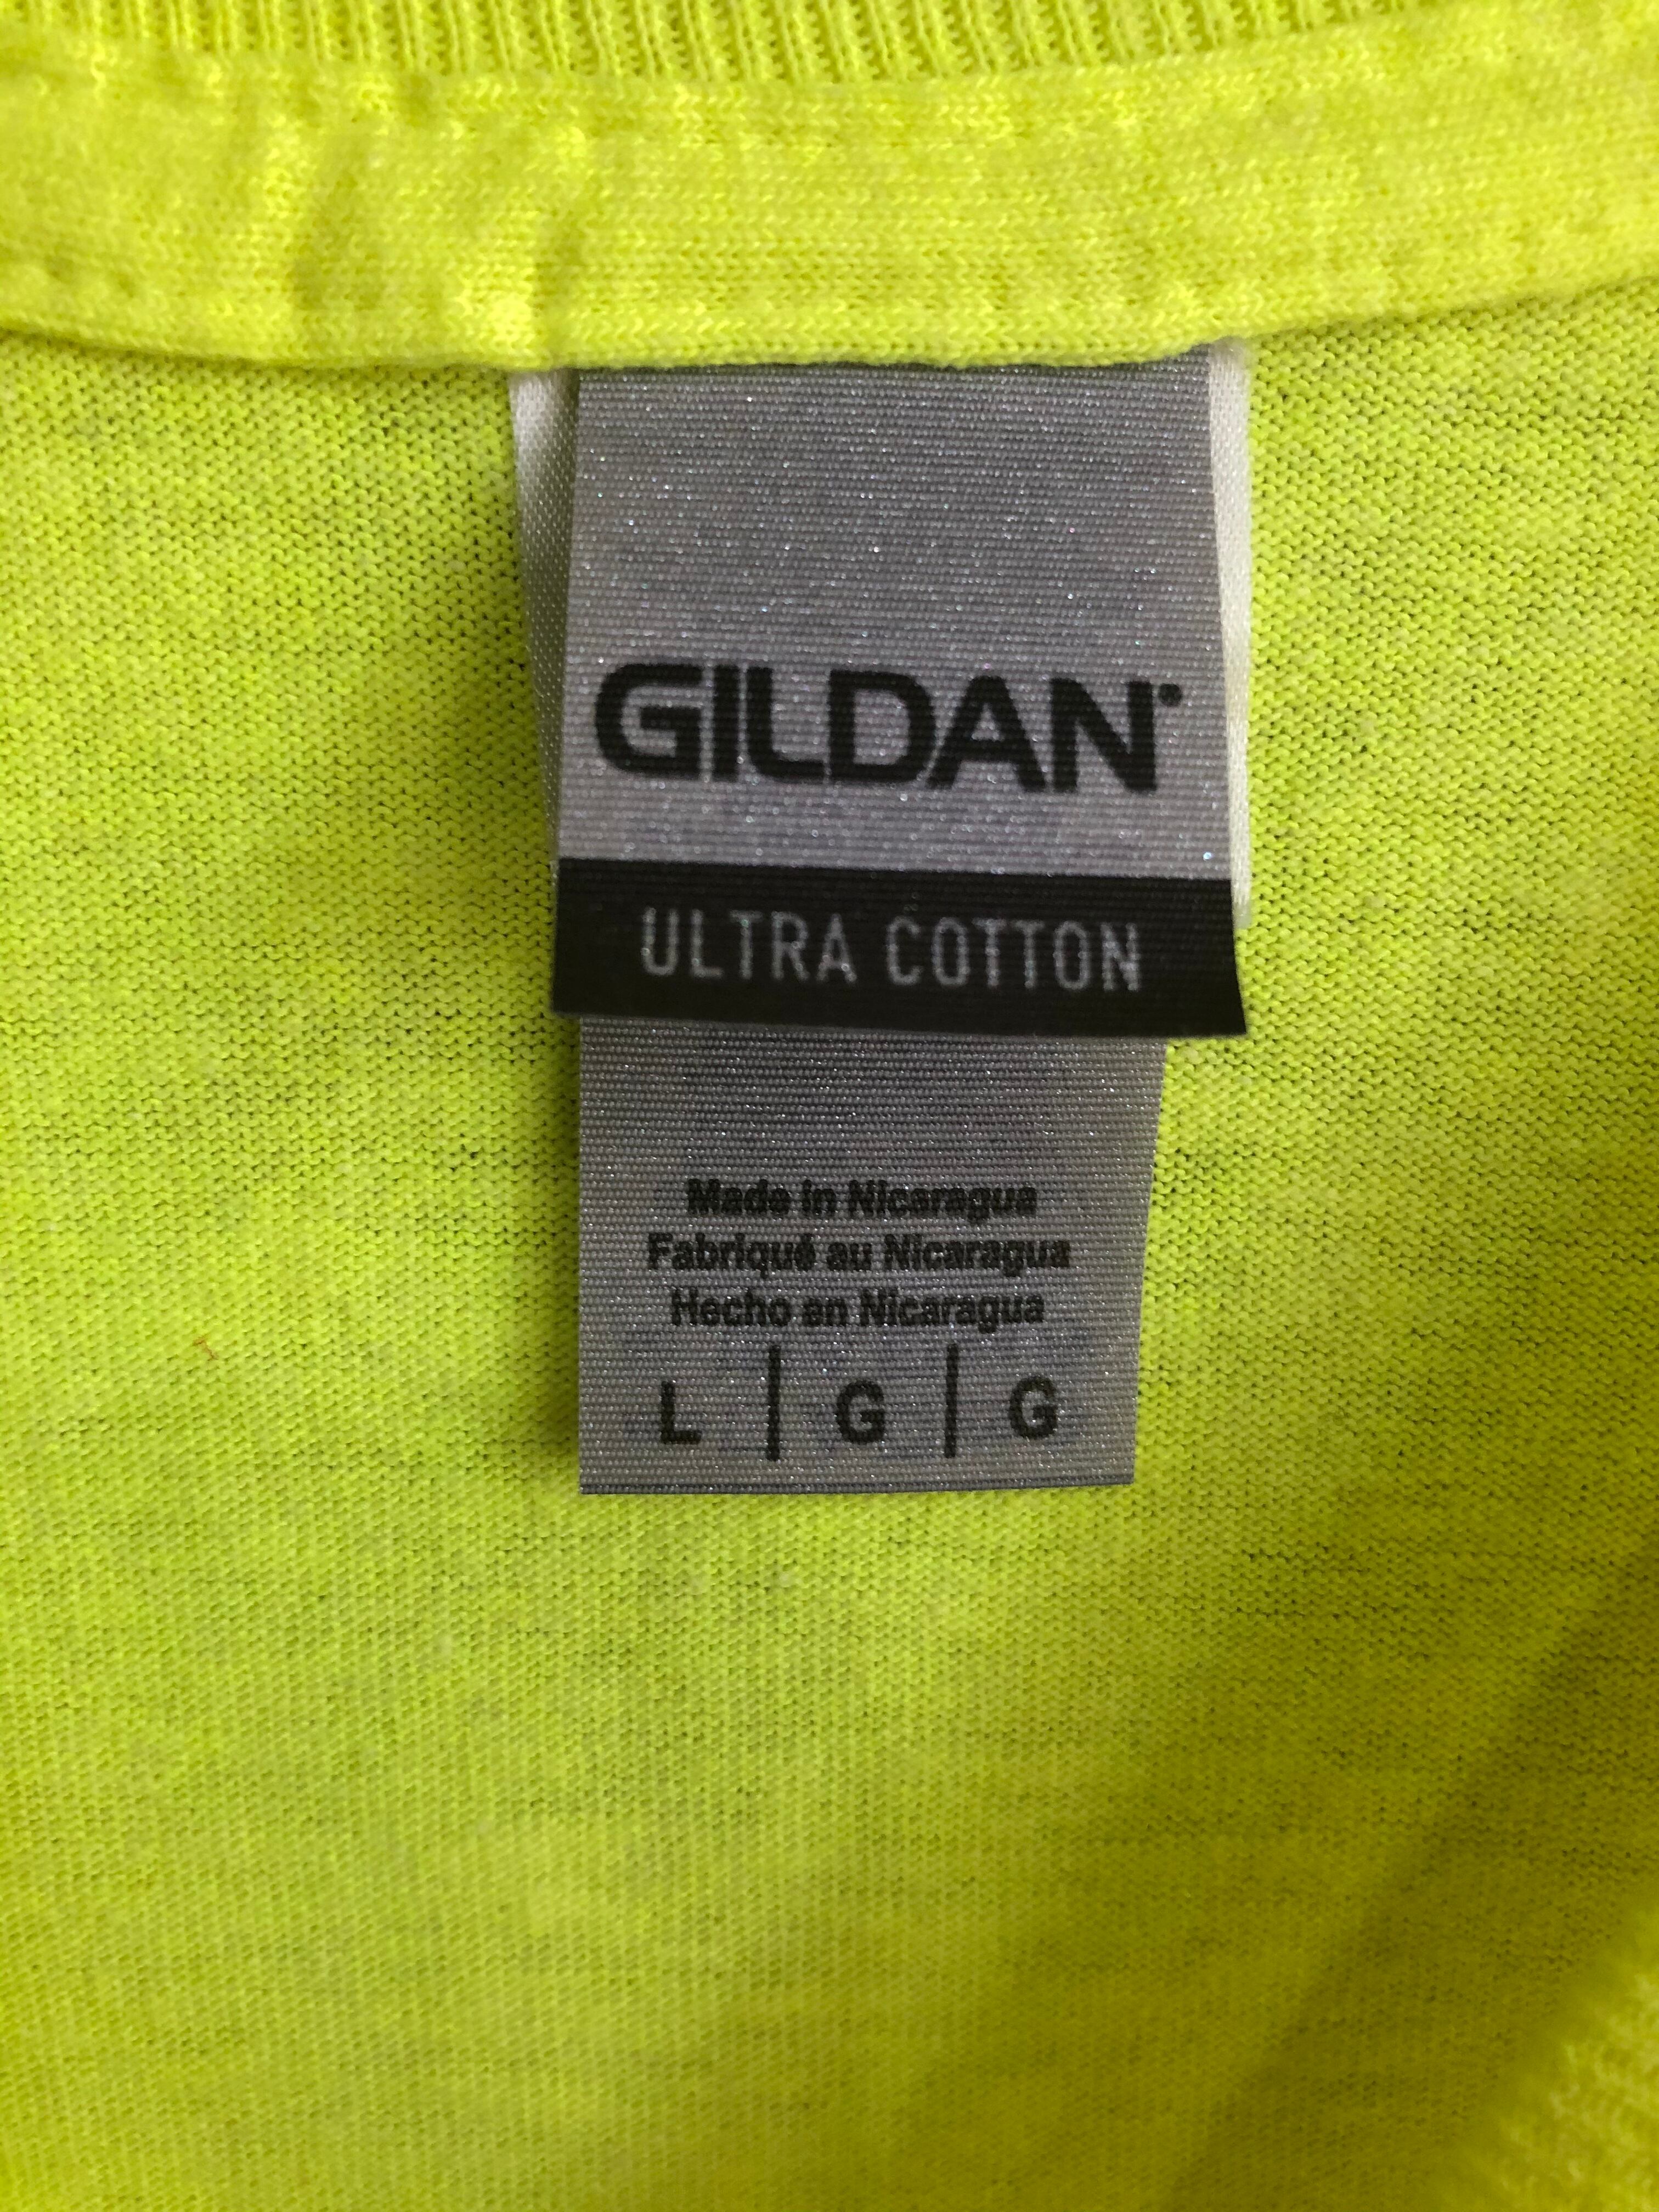 GILDAN
ULTRA COTTON
Made in Nicaragua
Fabriqué au Nicaragua
Hecho en Nicaragua
L | G | G